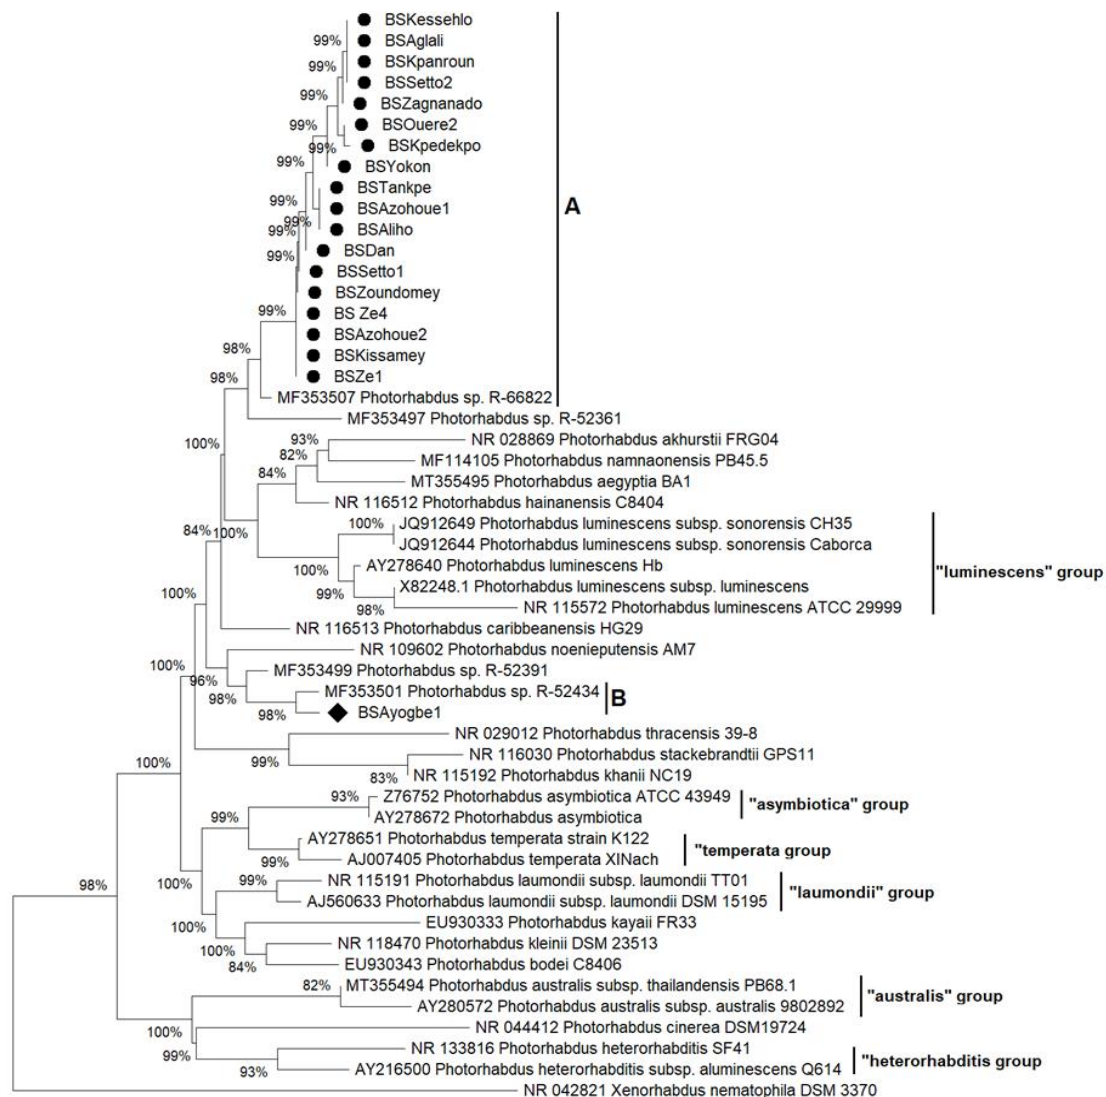 BSKessehlo
99%
BSAglali
99%
BSKpanroun
BSSetto2
99%
BSZagnanado
99%
BSOuere2
99%
BSKpedekpo
99%
BSYokon
BSTankpe
99%
BSAzohoue1
A
99%
99%
BSAliho
99%
BSDan
BSSetto1
BSZoundomey
99%
BS Ze4
BSAzohoue2
98%
BSKissamey
98%
BSZe1
MF353507 Photorhabdus sp. R-66822
MF353497 Photorhabdus sp. R-52361
100%
93%
NR 028869 Photorhabdus akhurstii FRG04
82%
MF114105 Photorhabdus namnaonensis PB45.5
84%
MT355495 Photorhabdus aegyptia BA1
NR 116512 Photorhabdus hainanensis C8404
100%
JQ912649 Photorhabdus luminescens subsp. sonorensis CH35
84%
100%
JQ912644 Photorhabdus luminescens subsp. sonorensis Caborca
100%
AY278640 Photorhabdus luminescens Hb
"luminescens" group
99%
X82248.1 Photorhabdus luminescens subsp. luminescens
100%
98%
NR 115572 Photorhabdus luminescens ATCC 29999
NR 116513 Photorhabdus caribbeanensis HG29
NR 109602 Photorhabdus noenieputensis AM7
100%
MF353499 Photorhabdus sp. R-52391
96%
98%
MF353501 Photorhabdus sp. R-52434
B
98%
BSAyogbe1
NR 029012 Photorhabdus thracensis 39-8
NR 116030 Photorhabdus stackebrandtii GPS11
100%
99%
83%
NR 115192 Photorhabdus khanii NC19
93%
Z76752 Photorhabdus asymbiotica ATCC 43949
"asymbiotica" group
99%
AY278672 Photorhabdus asymbiotica
AY278651 Photorhabdus temperata strain K122
"temperata group
99%
AJ007405 Photorhabdus temperata XINach
98%
100%
99%
NR 115191 Photorhabdus laumondii subsp. laumondii TT01
"laumondii" group
AJ560633 Photorhabdus laumondii subsp. laumondii DSM 15195
100%
EU930333 Photorhabdus kayaii FR33
100%
NR 118470 Photorhabdus kleinii DSM 23513
84%
EU930343 Photorhabdus bodei C8406
82%
MT355494 Photorhabdus australis subsp. thailandensis PB68.1
"australis" group
AY280572 Photorhabdus australis subsp. australis 9802892
100%
NR 044412 Photorhabdus cinerea DSM19724
99%
NR 133816 Photorhabdus heterorhabditis SF41
"heterorhabditis group
93%
AY216500 Photorhabdus heterorhabditis subsp. aluminescens Q614
NR 042821 Xenorhabdus nematophila DSM 3370